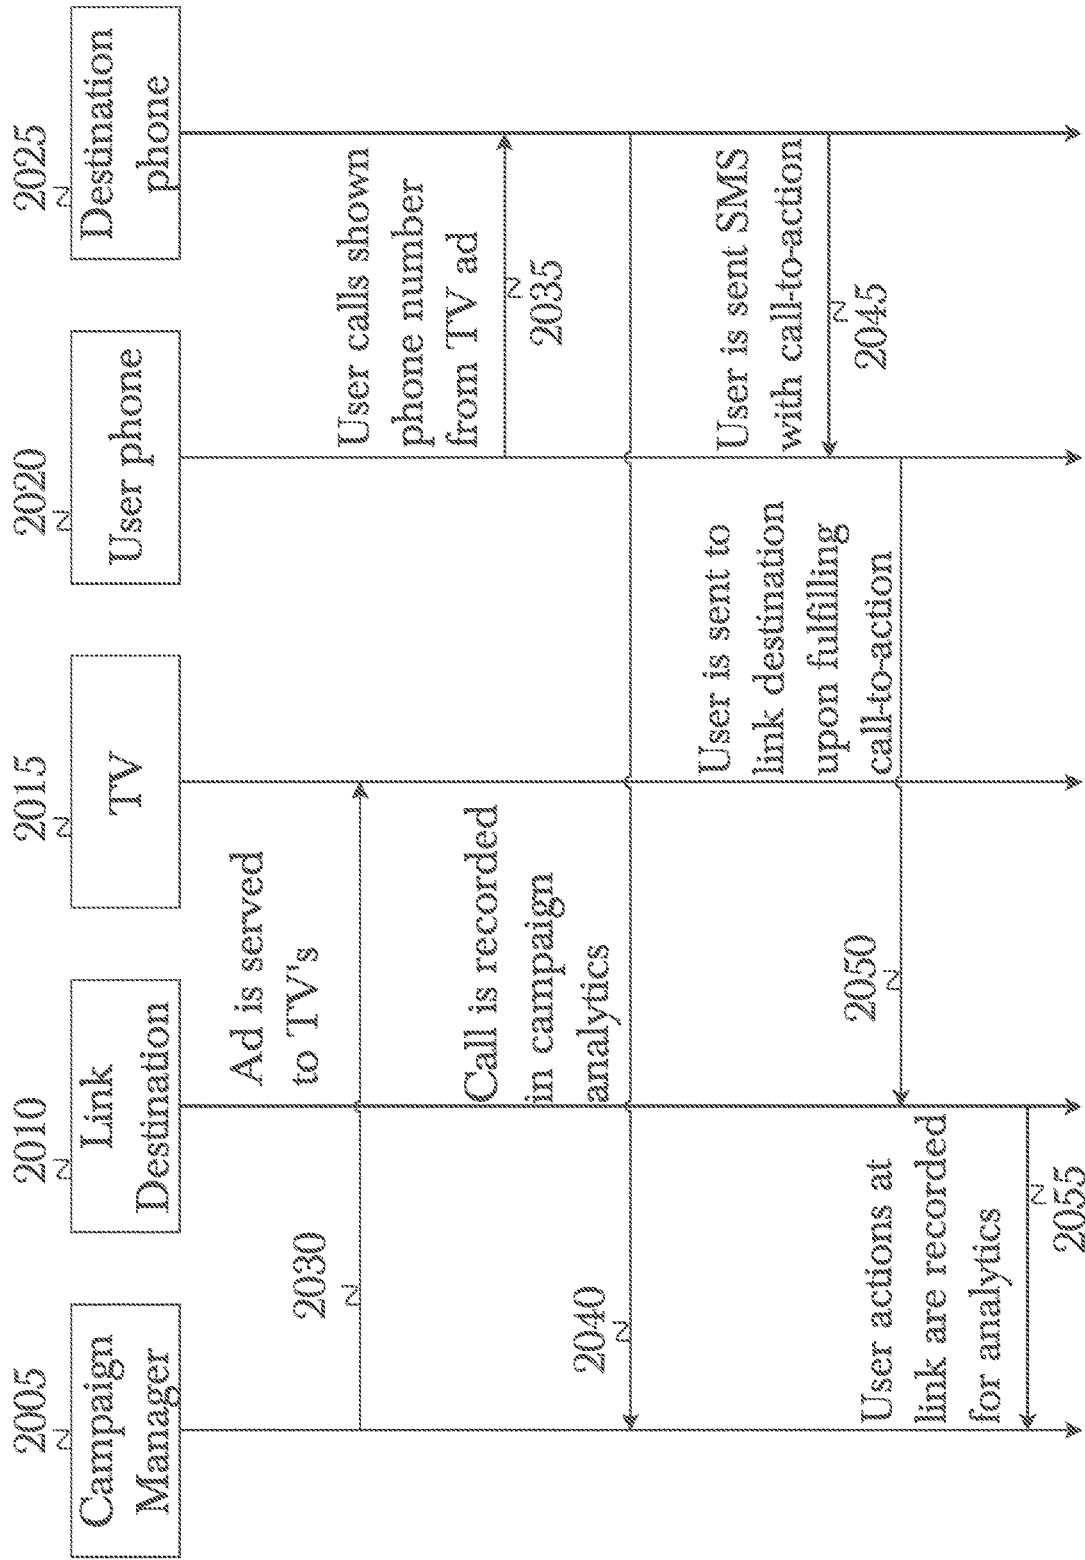 2005
Campaign
Manager
2010
Link
Destination
2015
TV
2020
User phone
2025
Destination
phone
Ad is served
to TV's
2030
User calls shown
phone number
from TV ad
2035
Call is recorded
in campaign
analytics
2040
User is sent SMS
with call-to-action
2045
User is sent to
link destination
upon fulfilling
call-to-action
2050
User actions at
link are recorded
for analytics
2055